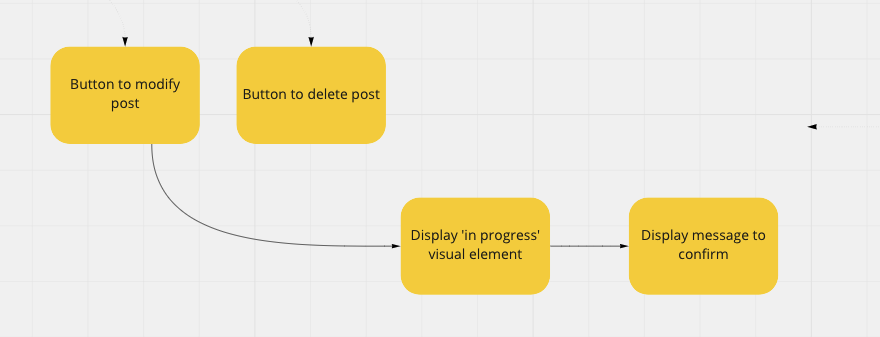 Button to modify
post
Button to delete post
Display 'in progress'
visual element
Display message to
confirm